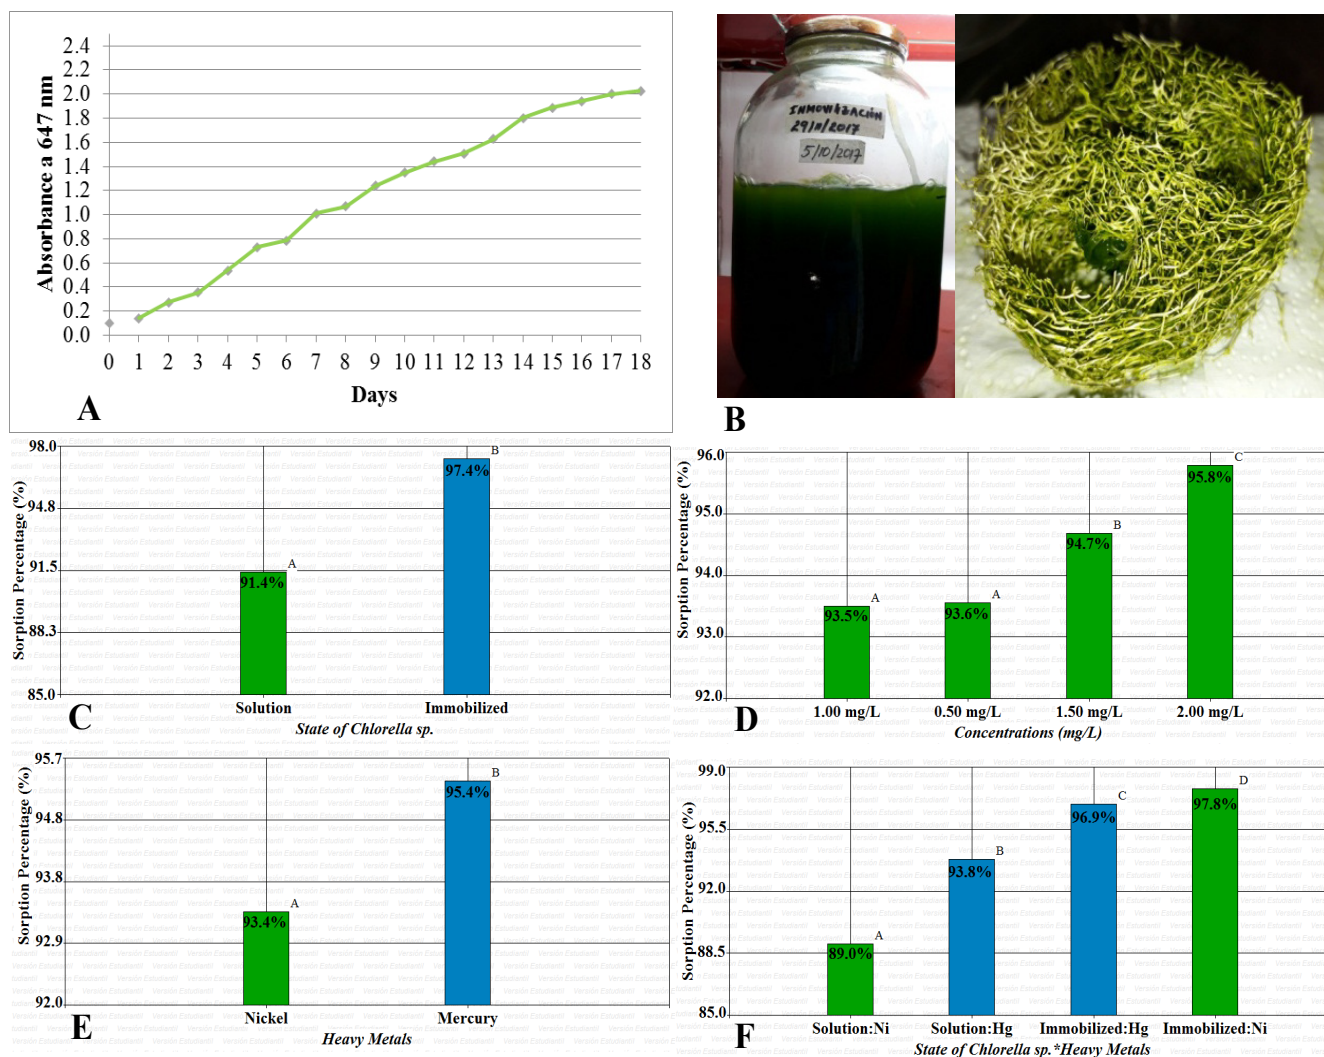 2.4
2.2
2.0
1.8
1.6
1.4
1.2
1.0
0.8
0.6
0.4
0.2
0.0
Absorbance a 647 nm
0 1 2 3 4 5 6 7 8 9 10 11 12 13 14 15 16 17 18
Days
A
INMOVILIZACIÓN
5/10/2017
B
98.0
94.8
91.5
88.3
85.0
Sorption Percentage (%)
A
91.4%
B
97.4%
Solution Immobilized
State of Chlorella sp.
C
96.0
95.0
94.0
93.0
92.0
Sorption Percentage (%)
A
93.5%
A
93.6%
B
94.7%
C
95.8%
1.00 mg/L 0.50 mg/L 1.50 mg/L 2.00 mg/L
Concentrations (mg/L)
D
95.7
94.8
93.8
92.9
92.0
Sorption Percentage (%)
A
93.4%
B
95.4%
Nickel Mercury
Heavy Metals
E
99.0
95.5
92.0
88.5
85.0
Sorption Percentage (%)
A
89.0%
B
93.8%
C
96.9%
D
97.8%
Solution:Ni Solution:Hg Immobilized:Hg Immobilized:Ni
State of Chlorella sp.*Heavy Metals
F